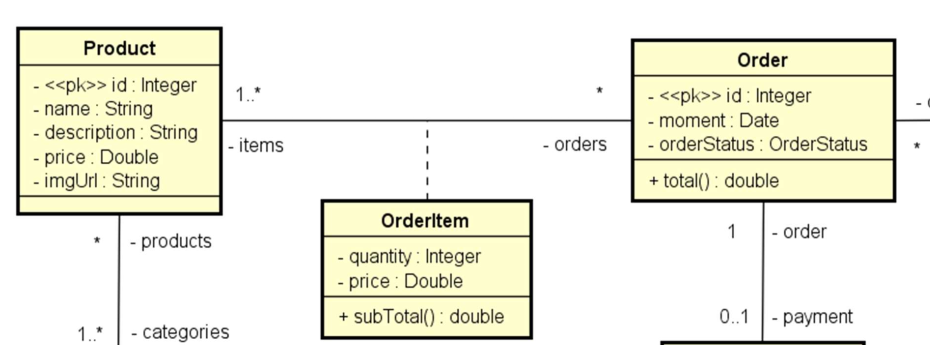 Product
- <<pk>> id : Integer
- name : String
- description : String
- price : Double
- imgUrl : String
1..*
*
- items
- orders
Order
- <<pk>> id : Integer
- moment : Date
- orderStatus : OrderStatus
+ total() : double
*
OrderItem
- quantity : Integer
- price : Double
+ subTotal() : double
* - products
1..* - categories
1 - order
0..1 - payment